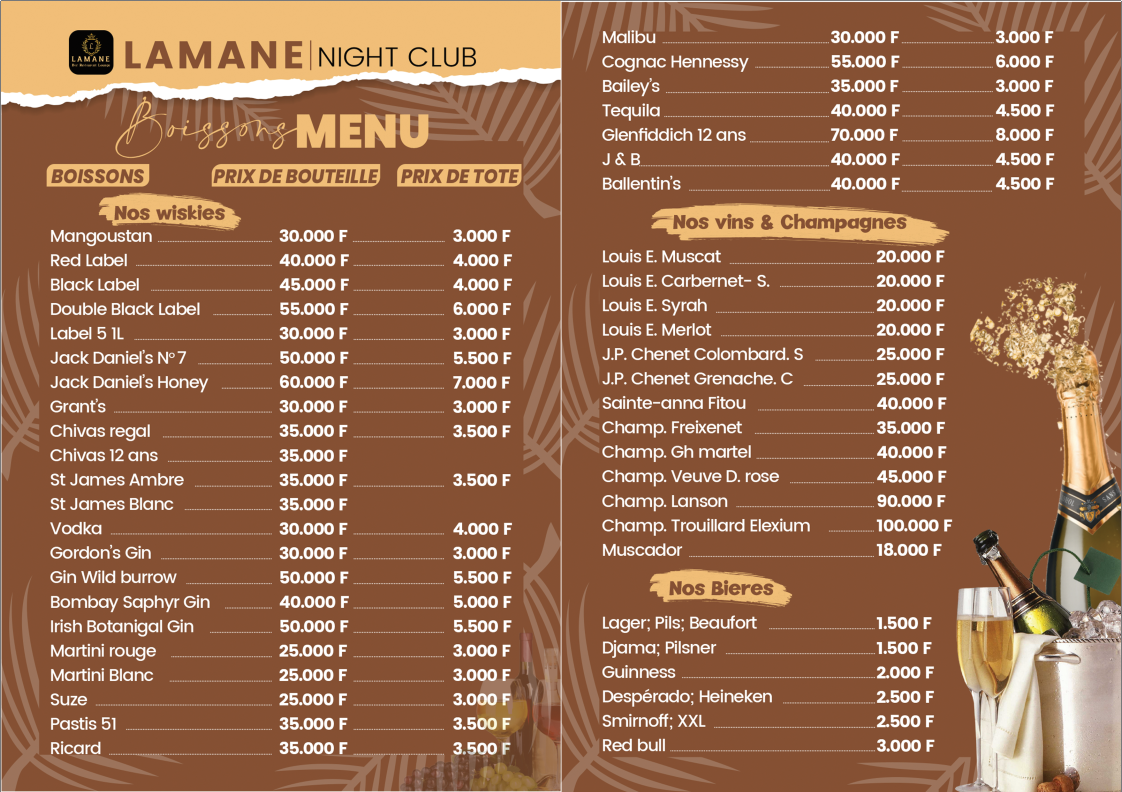 LAMANE
Bar Restaurant Lounge
LAMANE | NIGHT CLUB
Boissons MENU
BOISSONS PRIX DE BOUTEILLE PRIX DE TOTE
Nos wiskies
Mangoustan 30.000 F 3.000 F
Red Label 40.000 F 4.000 F
Black Label 45.000 F 4.000 F
Double Black Label 55.000 F 6.000 F
Label 5 1L 30.000 F 3.000 F
Jack Daniel's N°7 50.000 F 5.500 F
Jack Daniel's Honey 60.000 F 7.000 F
Grant's 30.000 F 3.000 F
Chivas regal 35.000 F 3.500 F
Chivas 12 ans 35.000 F
St James Ambre 35.000 F 3.500 F
St James Blanc 35.000 F
Vodka 30.000 F 4.000 F
Gordon's Gin 30.000 F 3.000 F
Gin Wild burrow 50.000 F 5.500 F
Bombay Saphyr Gin 40.000 F 5.000 F
Irish Botanigal Gin 50.000 F 5.500 F
Martini rouge 25.000 F 3.000 F
Martini Blanc 25.000 F 3.000 F
Suze 25.000 F 3.000 F
Pastis 51 35.000 F 3.500 F
Ricard 35.000 F 3.500 F
Malibu 30.000 F 3.000 F
Cognac Hennessy 55.000 F 6.000 F
Bailey's 35.000 F 3.000 F
Tequila 40.000 F 4.500 F
Glenfiddich 12 ans 70.000 F 8.000 F
J & B 40.000 F 4.500 F
Ballentin's 40.000 F 4.500 F
Nos vins & Champagnes
Louis E. Muscat 20.000 F
Louis E. Carbernet- S. 20.000 F
Louis E. Syrah 20.000 F
Louis E. Merlot 20.000 F
J.P. Chenet Colombard. S 25.000 F
J.P. Chenet Grenache. C 25.000 F
Sainte-anna Fitou 40.000 F
Champ. Freixenet 35.000 F
Champ. Gh martel 40.000 F
Champ. Veuve D. rose 45.000 F
Champ. Lanson 90.000 F
Champ. Trouillard Elexium 100.000 F
Muscador 18.000 F
Nos Bieres
Lager; Pils; Beaufort 1.500 F
Djama; Pilsner 1.500 F
Guinness 2.000 F
Despérado; Heineken 2.500 F
Smirnoff; XXL 2.500 F
Red bull 3.000 F